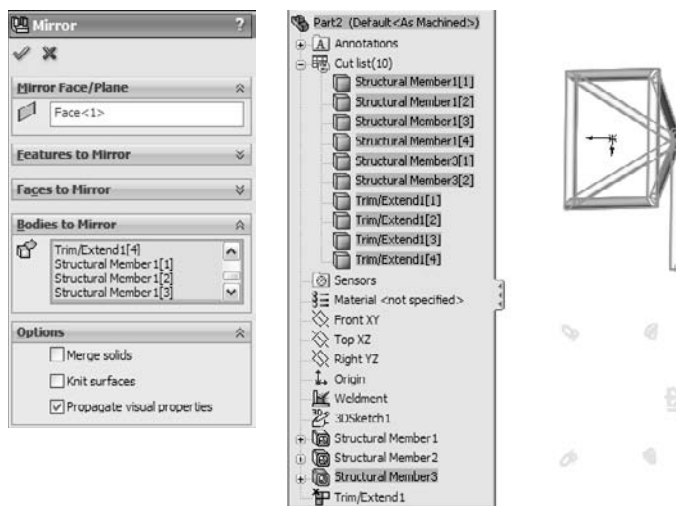 Mirror ?
Mirror Face/Plane
Face<1>
Features to Mirror
Faces to Mirror
Bodies to Mirror
Trim/Extend1[4]
Structural Member1[1]
Structural Member1[2]
Structural Member1[3]
Options
Merge solids
Knit surfaces
Propagate visual properties
Part2 (Default<As Machined>)
Annotations
Cut list(10)
Structural Member1[1]
Structural Member1[2]
Structural Member1[3]
Structural Member1[4]
Structural Member3[1]
Structural Member3[2]
Trim/Extend1[1]
Trim/Extend1[2]
Trim/Extend1[3]
Trim/Extend1[4]
Sensors
Material <not specified>
Front XY
Top XZ
Right YZ
Origin
Weldment
3DSketch1
Structural Member1
Structural Member2
Structural Member3
Trim/Extend1